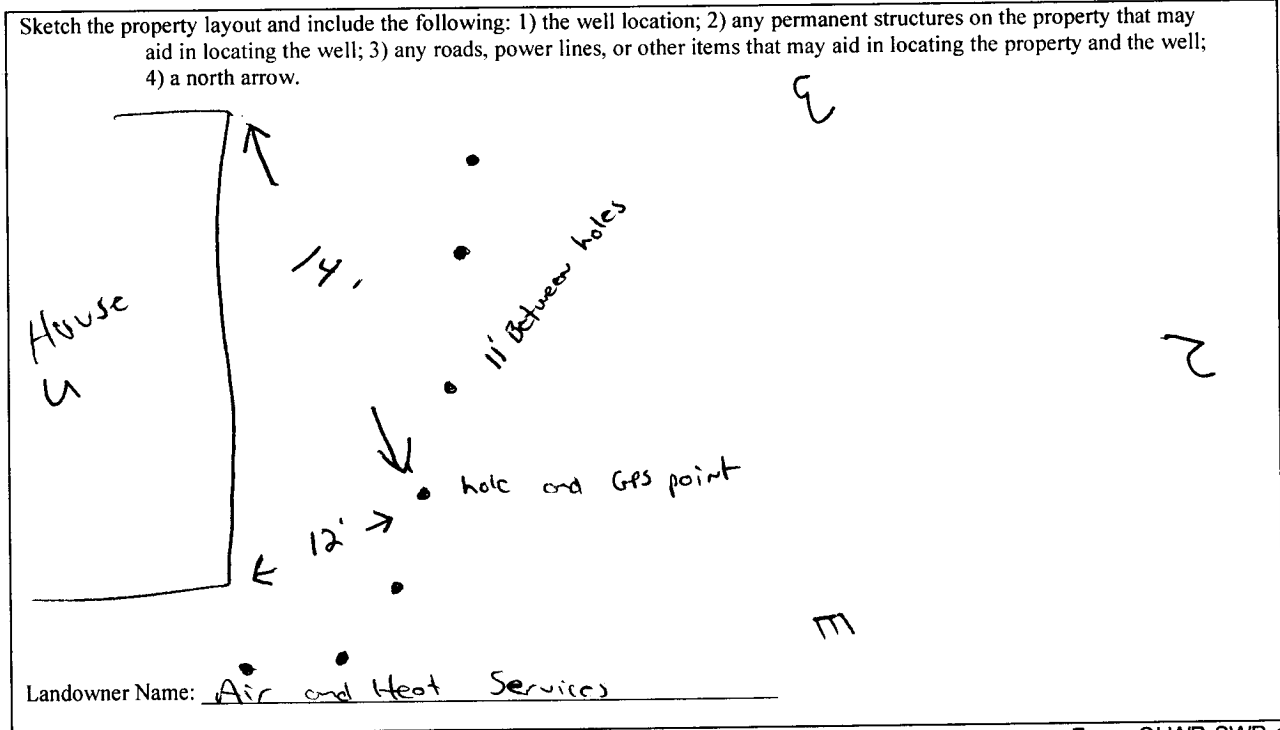 Sketch the property layout and include the following: 1) the well location; 2) any permanent structures on the property that may
aid in locating the well; 3) any roads, power lines, or other items that may aid in locating the property and the well;
4) a north arrow.
W
14'
11' Between holes
House
S
N
hole and GPS point
12'
E
Landowner Name: Air and Heat Services